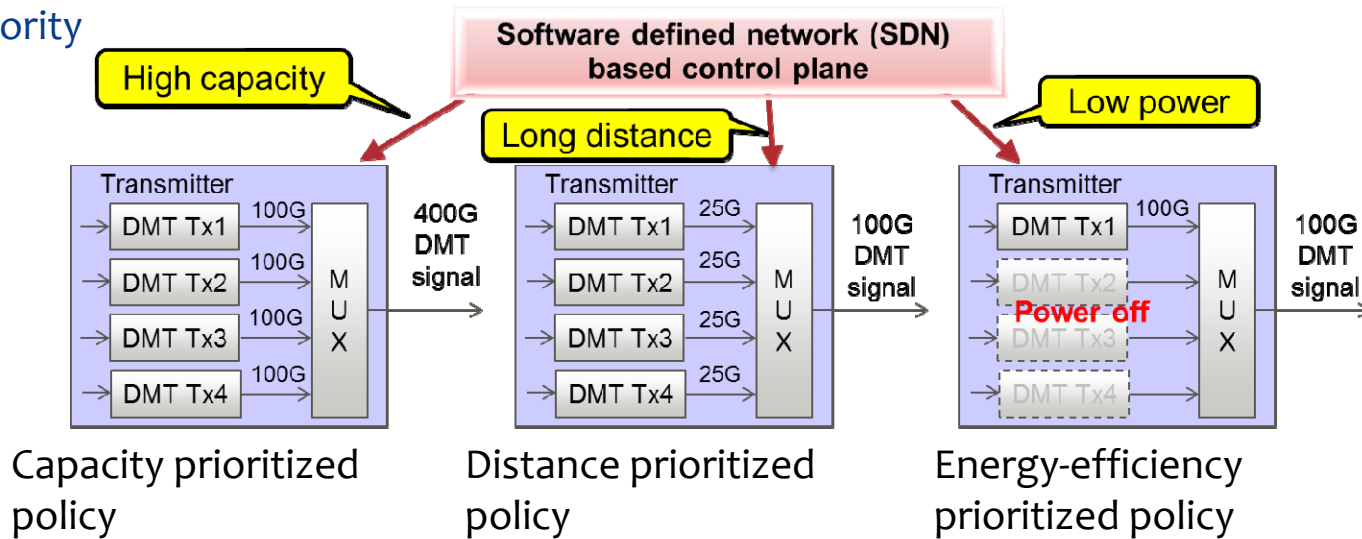 ority
Software defined network (SDN)
based control plane
High capacity
Long distance
Low power
Transmitter
DMT Tx1
100G
DMT Tx2
100G
DMT Tx3
100G
DMT Tx4
100G
M
U
X
400G
DMT
signal
Capacity prioritized
policy
Transmitter
DMT Tx1
25G
DMT Tx2
25G
DMT Tx3
25G
DMT Tx4
25G
M
U
X
100G
DMT
signal
Distance prioritized
policy
Transmitter
DMT Tx1
100G
DMT Tx2
Power off
DMT Tx3
DMT Tx4
M
U
X
100G
DMT
signal
Energy-efficiency
prioritized policy